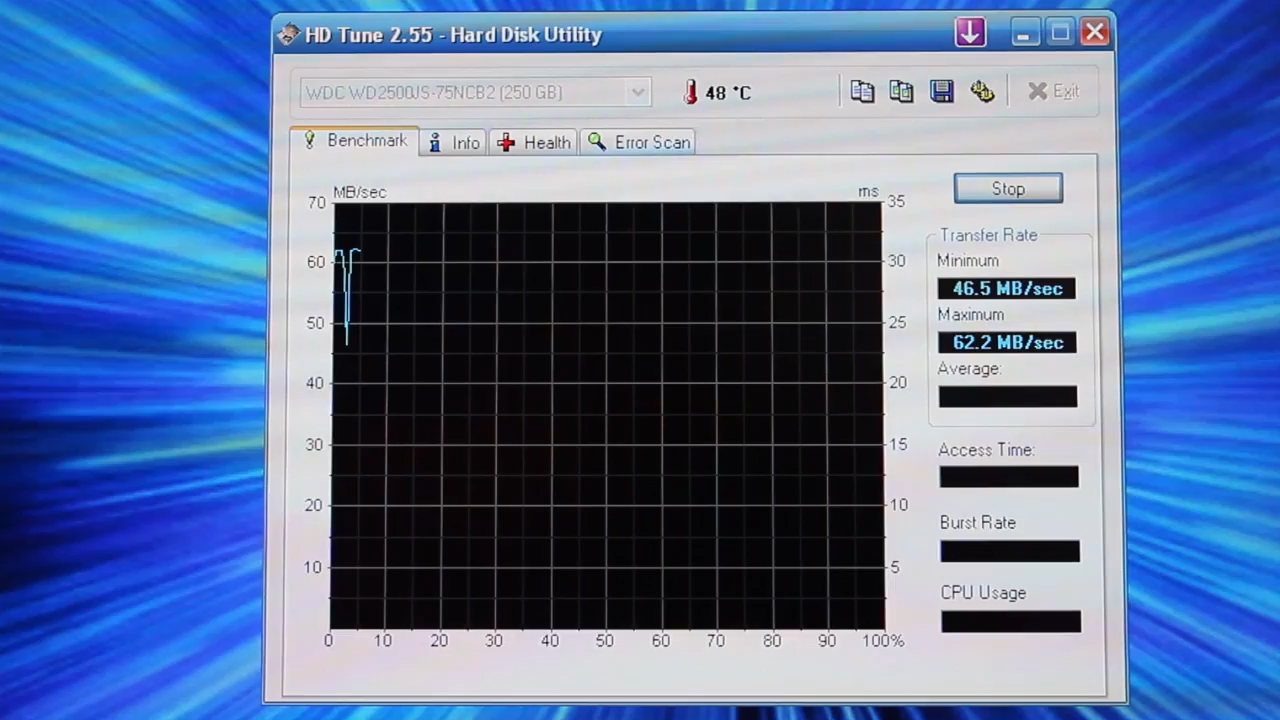 HD Tune 2.55 - Hard Disk Utility
WDC WD2500JS-75NCB2 (250 GB)
48 °C
Exit
Benchmark
Info
Health
Error Scan
MB/sec
ms
70
60
50
40
30
20
10
35
30
25
20
15
10
5
0 10 20 30 40 50 60 70 80 90 100%
Stop
Transfer Rate
Minimum
46.5 MB/sec
Maximum
62.2 MB/sec
Average:
Access Time:
Burst Rate
CPU Usage